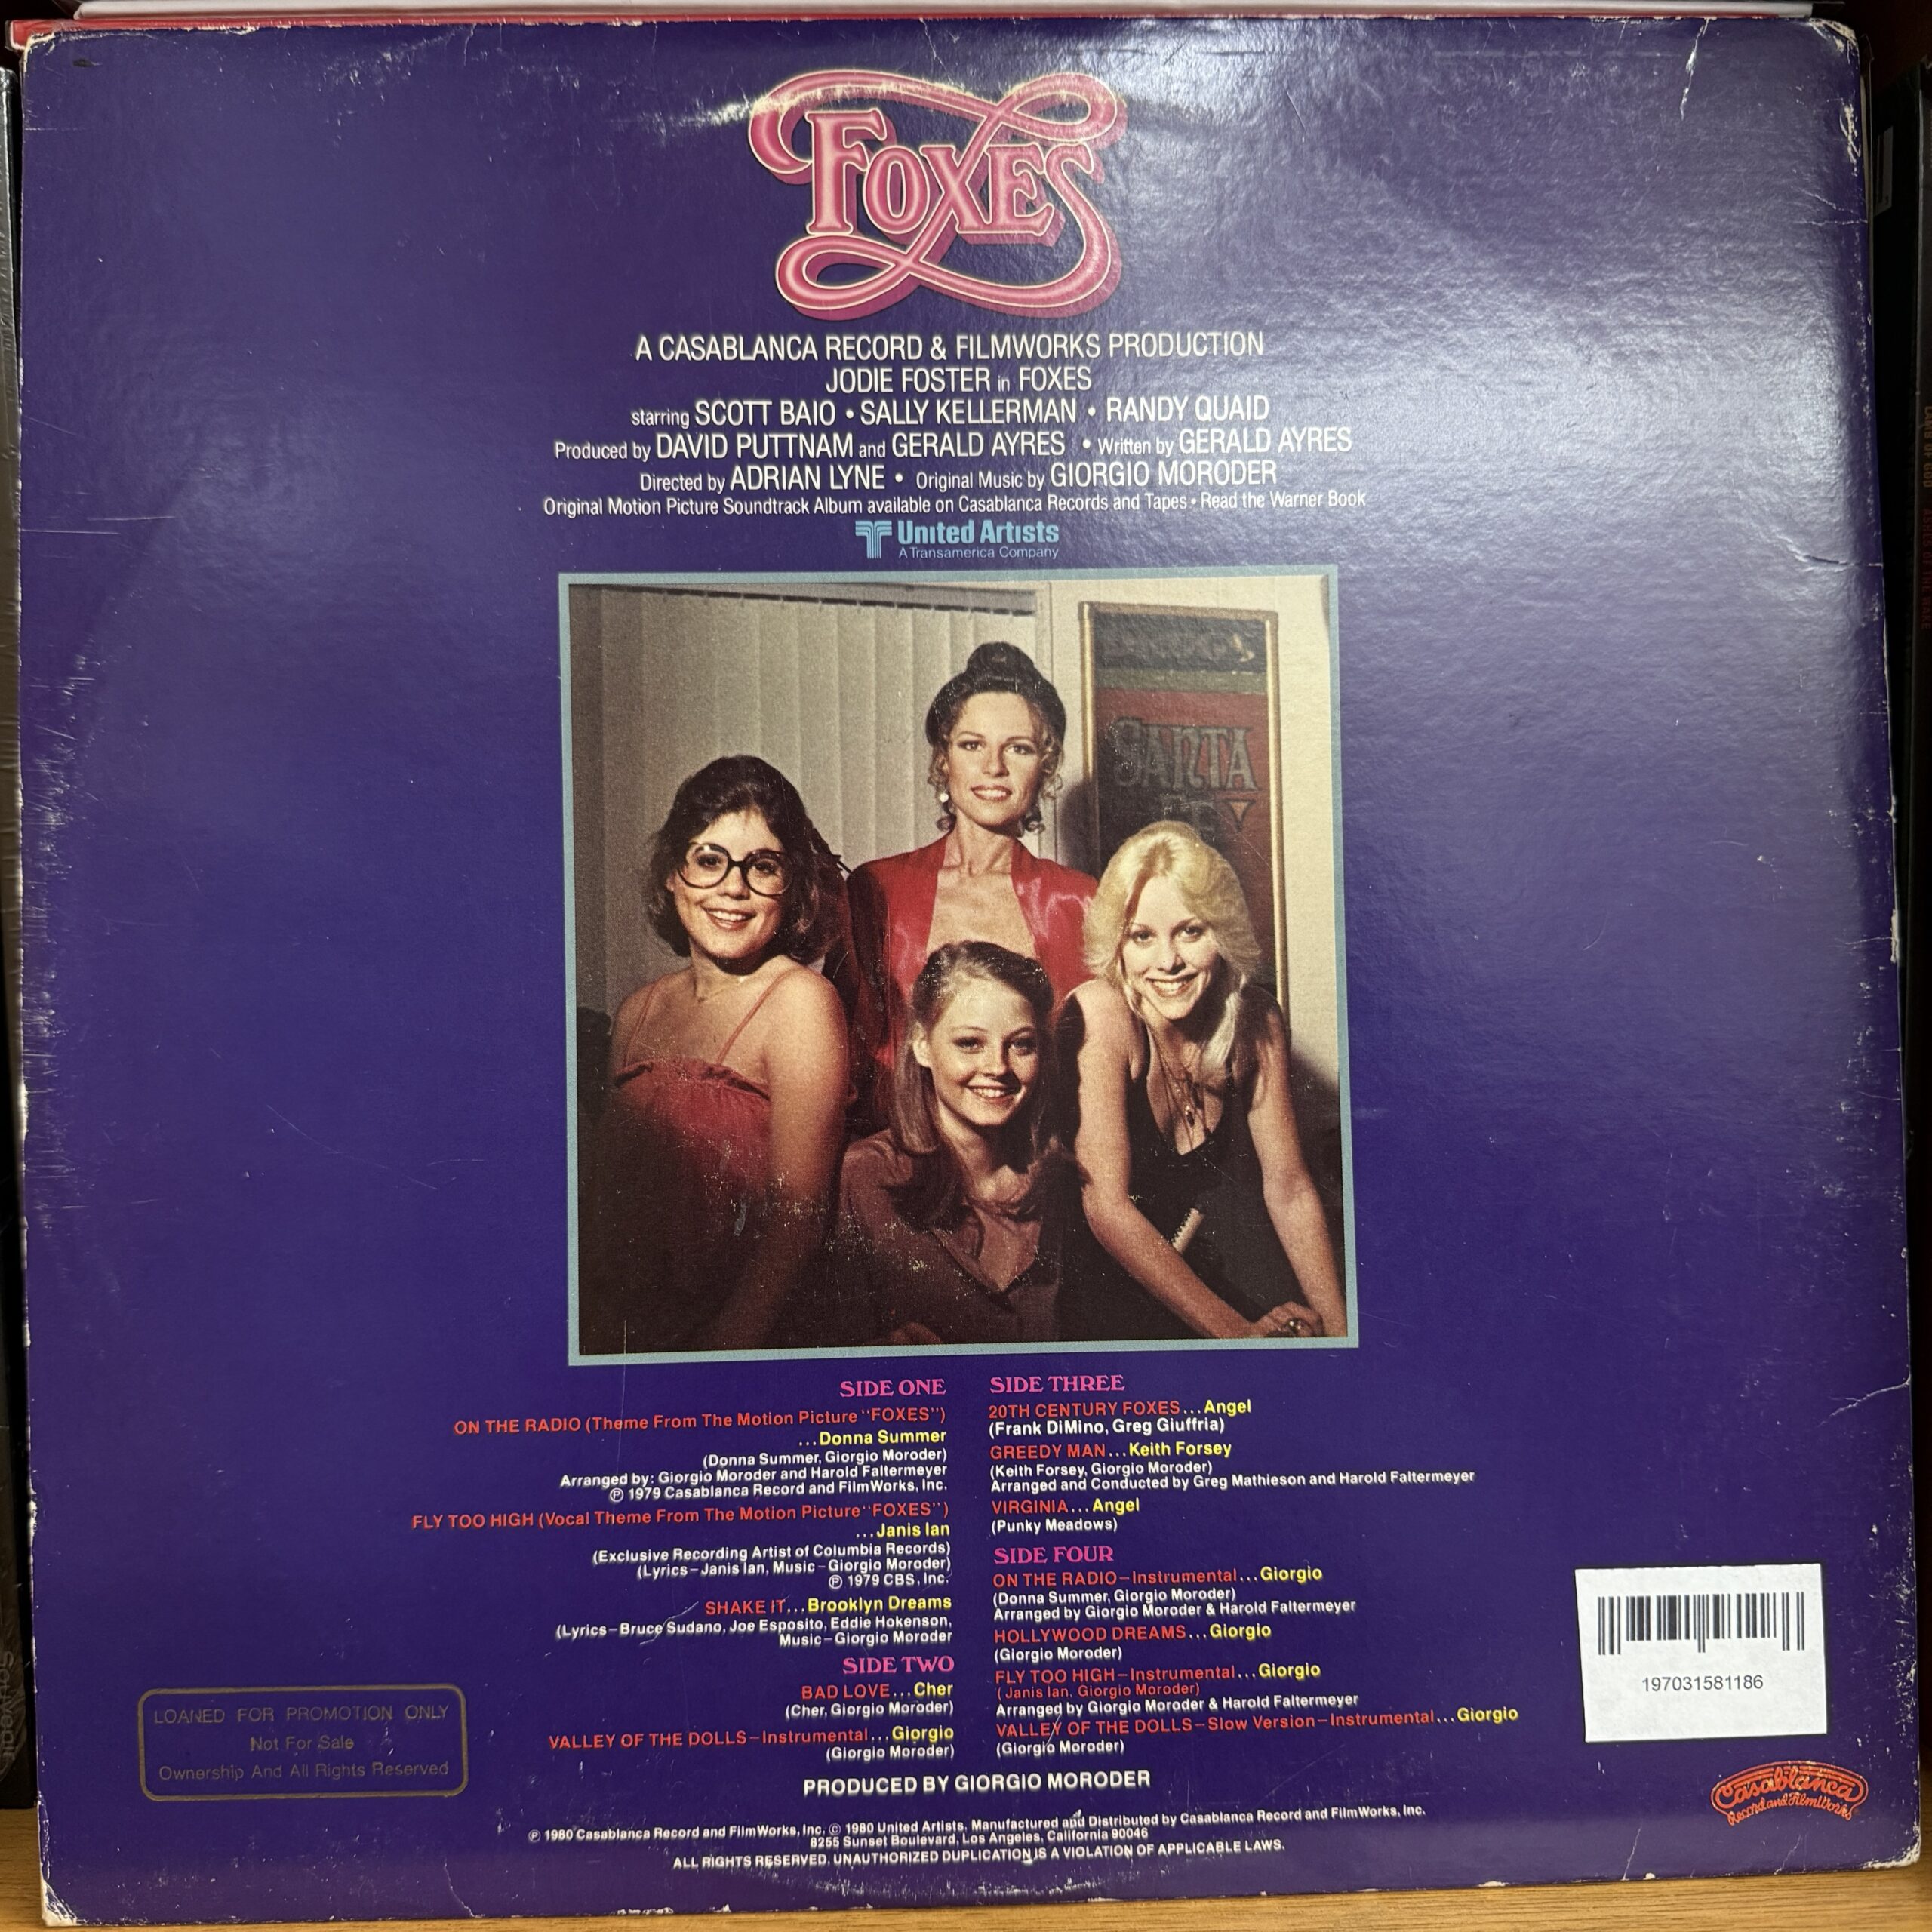 FOXES
A CASABLANCA RECORD & FILMWORKS PRODUCTION
JODIE FOSTER in FOXES
starring SCOTT BAIO • SALLY KELLERMAN • RANDY QUAID
Produced by DAVID PUTTNAM and GERALD AYRES • Written by GERALD AYRES
Directed by ADRIAN LYNE • Original Music by GIORGIO MORODER
Original Motion Picture Soundtrack Album available on Casablanca Records and Tapes • Read the Warner Book
United Artists
A Transamerica Company
SANTA
FE
SIDE ONE
ON THE RADIO (Theme From The Motion Picture "FOXES")
...Donna Summer
(Donna Summer, Giorgio Moroder)
Arranged by: Giorgio Moroder and Harold Faltermeyer
℗ 1979 Casablanca Record and FilmWorks, Inc.
FLY TOO HIGH (Vocal Theme From The Motion Picture "FOXES")
...Janis Ian
(Exclusive Recording Artist of Columbia Records)
(Lyrics–Janis Ian, Music–Giorgio Moroder)
℗ 1979 CBS, Inc.
SHAKE IT...Brooklyn Dreams
(Lyrics–Bruce Sudano, Joe Esposito, Eddie Hokenson,
Music–Giorgio Moroder
SIDE TWO
BAD LOVE...Cher
(Cher, Giorgio Moroder)
VALLEY OF THE DOLLS–Instrumental...Giorgio
(Giorgio Moroder)
SIDE THREE
20TH CENTURY FOXES...Angel
(Frank DiMino, Greg Giuffria)
GREEDY MAN...Keith Forsey
(Keith Forsey, Giorgio Moroder)
Arranged and Conducted by Greg Mathieson and Harold Faltermeyer
VIRGINIA...Angel
(Punky Meadows)
SIDE FOUR
ON THE RADIO–Instrumental...Giorgio
(Donna Summer, Giorgio Moroder)
Arranged by Giorgio Moroder & Harold Faltermeyer
HOLLYWOOD DREAMS...Giorgio
(Giorgio Moroder)
FLY TOO HIGH–Instrumental...Giorgio
(Janis Ian, Giorgio Moroder)
Arranged by Giorgio Moroder & Harold Faltermeyer
VALLEY OF THE DOLLS–Slow Version–Instrumental...Giorgio
(Giorgio Moroder)
PRODUCED BY GIORGIO MORODER
℗ 1980 Casablanca Record and FilmWorks, Inc. © 1980 United Artists. Manufactured and Distributed by Casablanca Record and FilmWorks, Inc.
8255 Sunset Boulevard, Los Angeles, California 90046
ALL RIGHTS RESERVED. UNAUTHORIZED DUPLICATION IS A VIOLATION OF APPLICABLE LAWS.
LOANED FOR PROMOTION ONLY
Not For Sale
Ownership And All Rights Reserved
197031581186
Casablanca
Record and FilmWorks